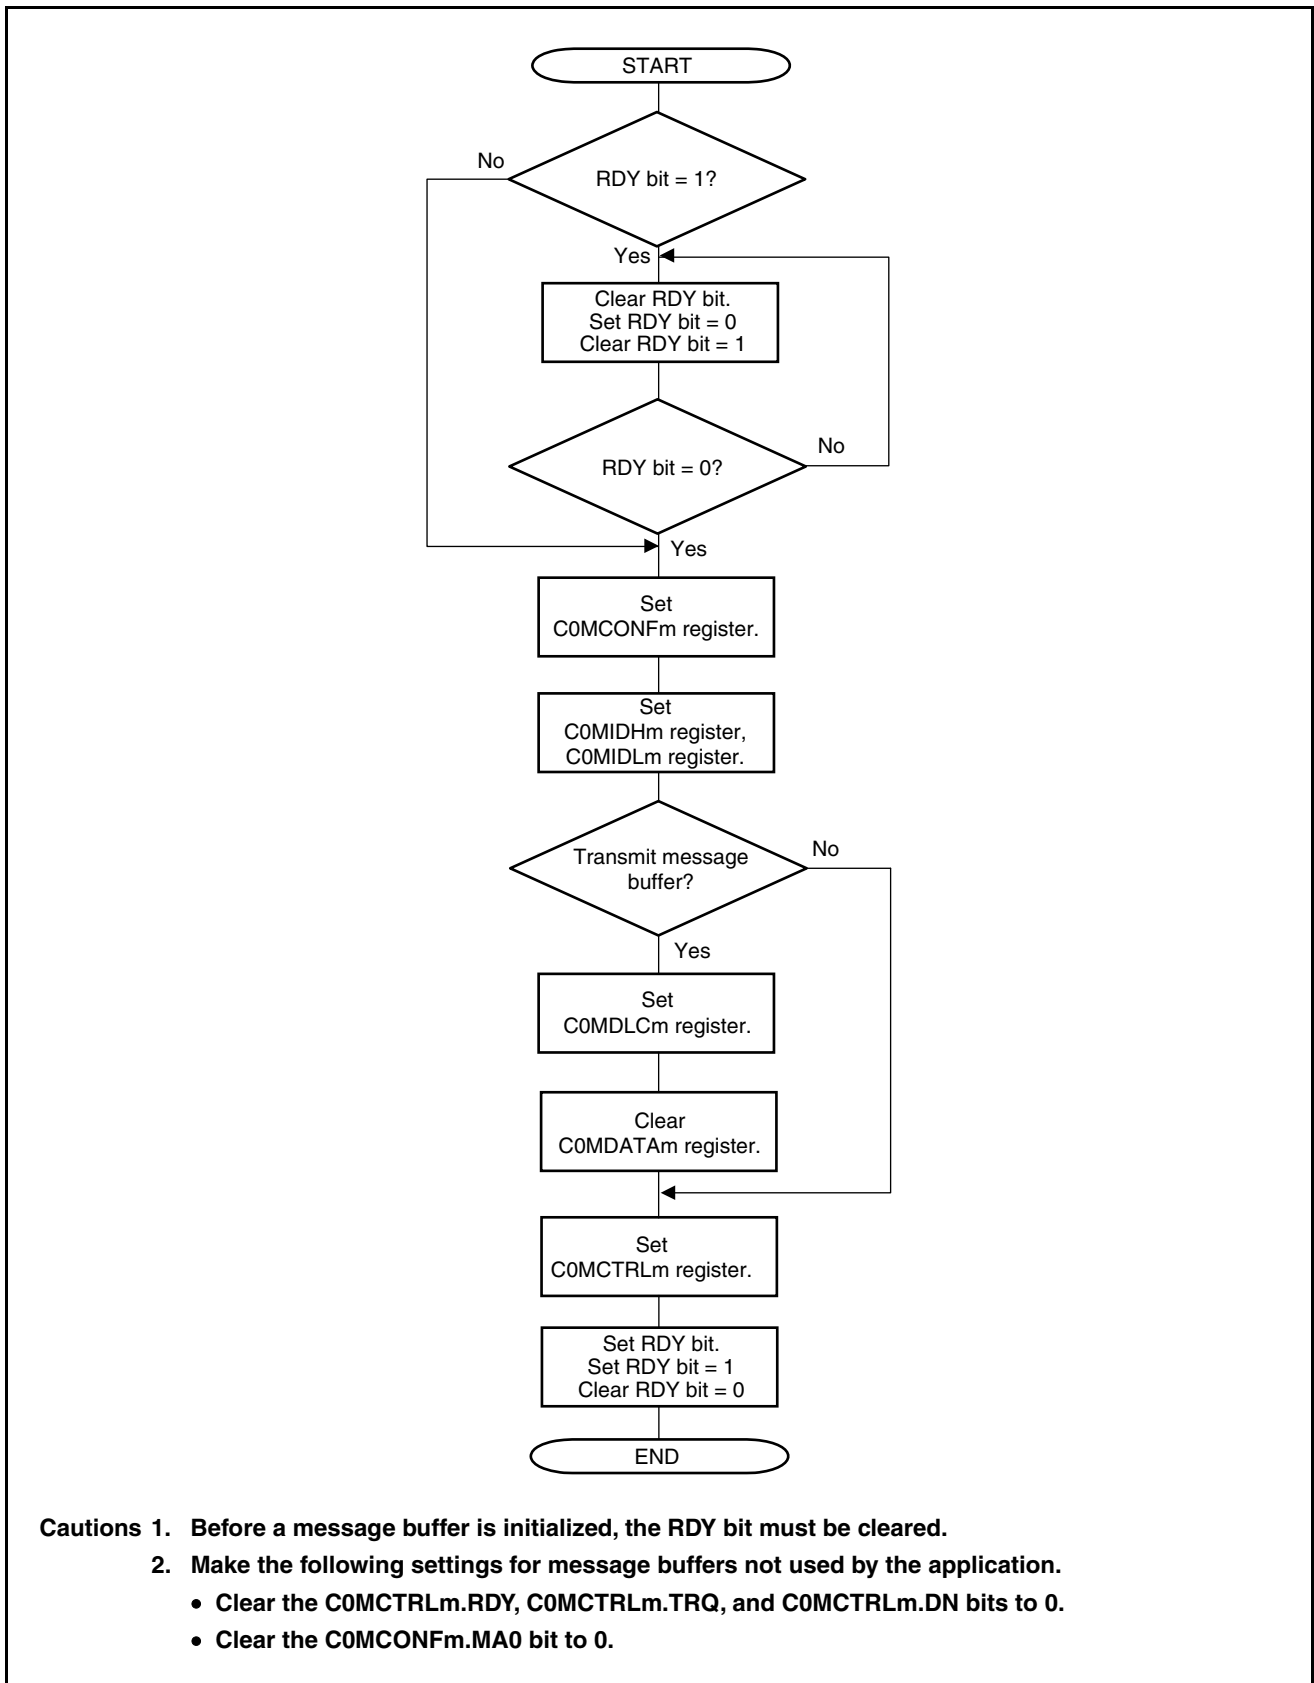 START
No
RDY bit = 1?
Yes
Clear RDY bit.
Set RDY bit = 0
Clear RDY bit = 1
No
RDY bit = 0?
Yes
Set
C0MCONFm register.
Set
C0MIDHm register,
C0MIDLm register.
No
Transmit message
buffer?
Yes
Set
C0MDLCm register.
Clear
C0MDATAm register.
Set
C0MCTRLm register.
Set RDY bit.
Set RDY bit = 1
Clear RDY bit = 0
END
Cautions 1. Before a message buffer is initialized, the RDY bit must be cleared.
2. Make the following settings for message buffers not used by the application.
• Clear the C0MCTRLm.RDY, C0MCTRLm.TRQ, and C0MCTRLm.DN bits to 0.
• Clear the C0MCONFm.MA0 bit to 0.